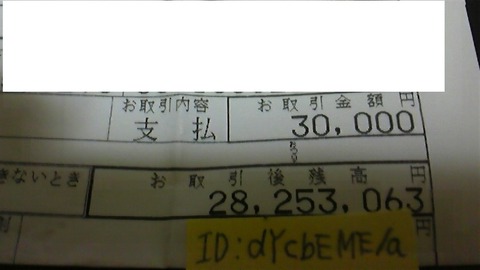 お取引内容 お取引金額 円
支払 30,000
きないとき お取引後残高 円
28,253,063
円
ID:dYcbEME/a